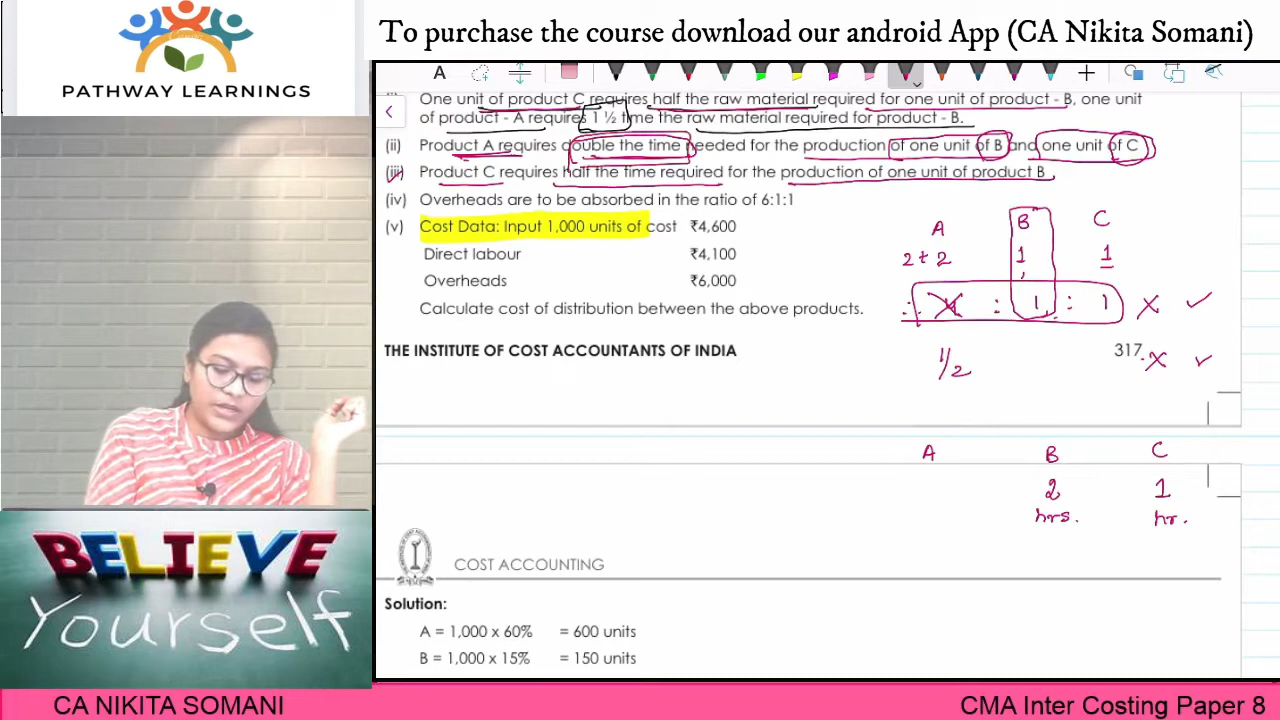 To purchase the course download our android App (CA Nikita Somani)
PATHWAY LEARNINGS
A
One unit of product C requires half the raw material required for one unit of product - B, one unit
of product - A requires 1 ½ time the raw material required for product - B.
(ii) Product A requires double the time needed for the production of one unit of B and one unit of C
(iii) Product C requires half the time required for the production of one unit of product B
(iv) Overheads are to be absorbed in the ratio of 6:1:1
(v) Cost Data: Input 1,000 units of cost ₹4,600
Direct labour ₹4,100
Overheads ₹6,000
Calculate cost of distribution between the above products.
A B C
2 + 2 1 1
: 1 : 1
1/2
THE INSTITUTE OF COST ACCOUNTANTS OF INDIA 317
A B C
2 1
hrs. hr.
COST ACCOUNTING
Solution:
A = 1,000 x 60% = 600 units
B = 1,000 x 15% = 150 units
BELIEVE
Yourself
CA NIKITA SOMANI
CMA Inter Costing Paper 8